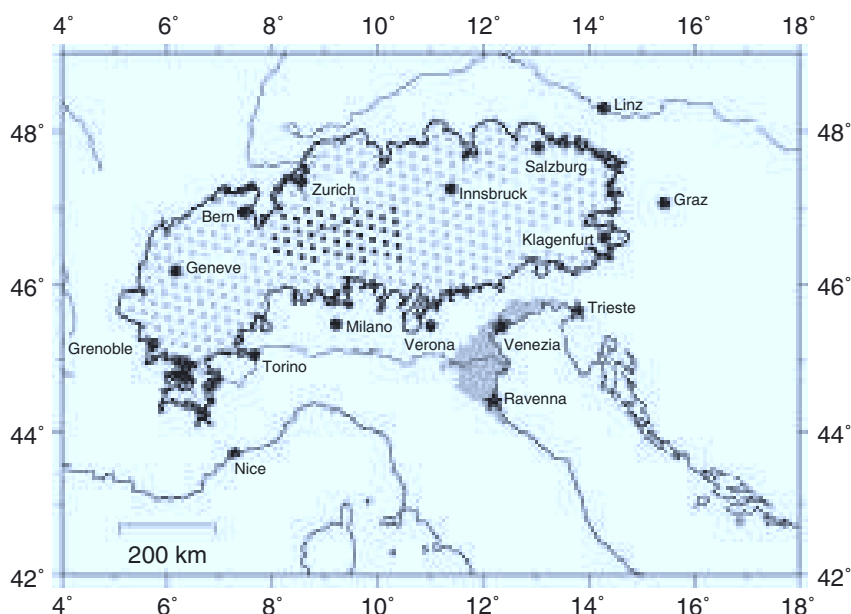 4° 6° 8° 10° 12° 14° 16° 18°
Linz
48° 48°
Salzburg
Zurich
Innsbruck
Graz
Bern
Klagenfurt
Geneve
46° 46°
Trieste
Milano
Verona
Venezia
Grenoble
Torino
Ravenna
44° 44°
Nice
200 km
42° 42°
4° 6° 8° 10° 12° 14° 16° 18°